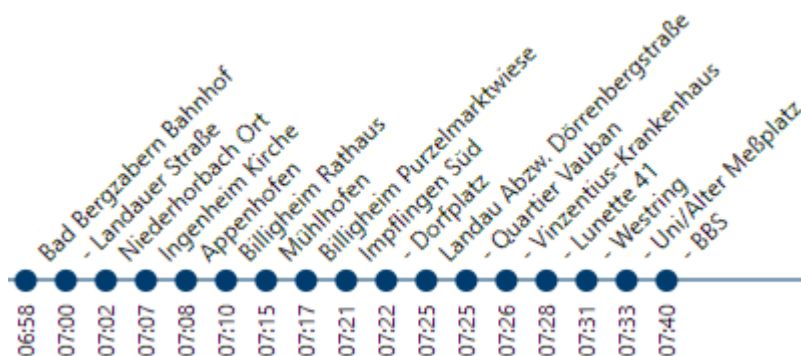 Bad Bergzabern Bahnhof
- Landauer Straße
Niederhorbach Ort
Ingenheim Kirche
Appenhofen
Billigheim Rathaus
Mühlhofen
Billigheim Purzelmarktwiese
Impflingen Süd
- Dorfplatz
Landau Abzw. Dörrenbergstraße
- Quartier Vauban
- Vinzentius-Krankenhaus
- Lunette 41
- Westring
- Uni/Alter Meßplatz
- BBS
06:58
07:00
07:02
07:07
07:08
07:10
07:15
07:17
07:21
07:22
07:25
07:25
07:26
07:28
07:31
07:33
07:40